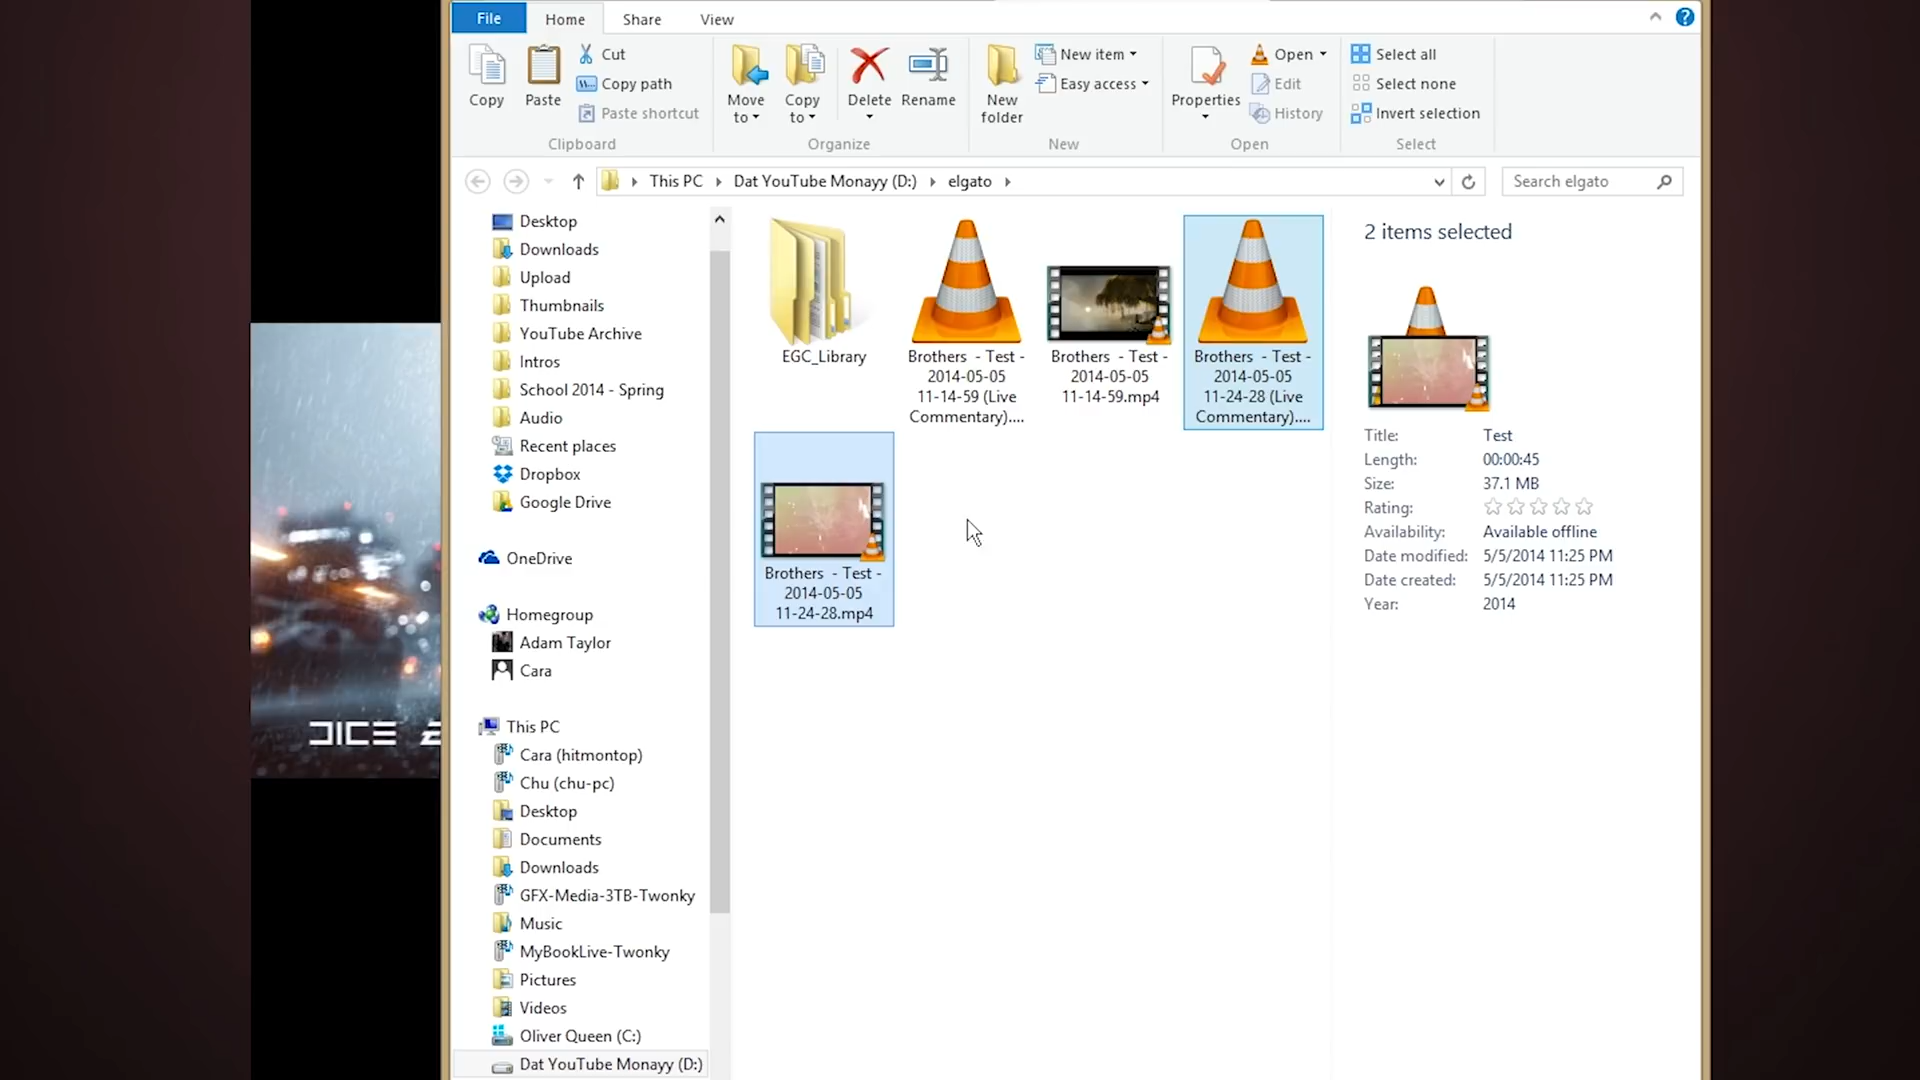 File
Home
Share
View
Copy
Paste
Cut
Copy path
Paste shortcut
Clipboard
Move to
Copy to
Delete
Rename
Organize
New folder
New item
Easy access
New
Properties
Open
Edit
History
Open
Select all
Select none
Invert selection
Select
This PC
Dat YouTube Monayy (D:)
elgato
Search elgato
Desktop
Downloads
Upload
Thumbnails
YouTube Archive
Intros
School 2014 - Spring
Audio
Recent places
Dropbox
Google Drive
OneDrive
Homegroup
Adam Taylor
Cara
This PC
Cara (hitmontop)
Chu (chu-pc)
Desktop
Documents
Downloads
GFX-Media-3TB-Twonky
Music
MyBookLive-Twonky
Pictures
Videos
Oliver Queen (C:)
Dat YouTube Monayy (D:)
EGC_Library
Brothers - Test -
2014-05-05
11-14-59 (Live
Commentary)....
Brothers - Test -
2014-05-05
11-14-59.mp4
Brothers - Test -
2014-05-05
11-24-28 (Live
Commentary)....
Brothers - Test -
2014-05-05
11-24-28.mp4
2 items selected
Title: Test
Length: 00:00:45
Size: 37.1 MB
Rating:
Availability: Available offline
Date modified: 5/5/2014 11:25 PM
Date created: 5/5/2014 11:25 PM
Year: 2014
DICE